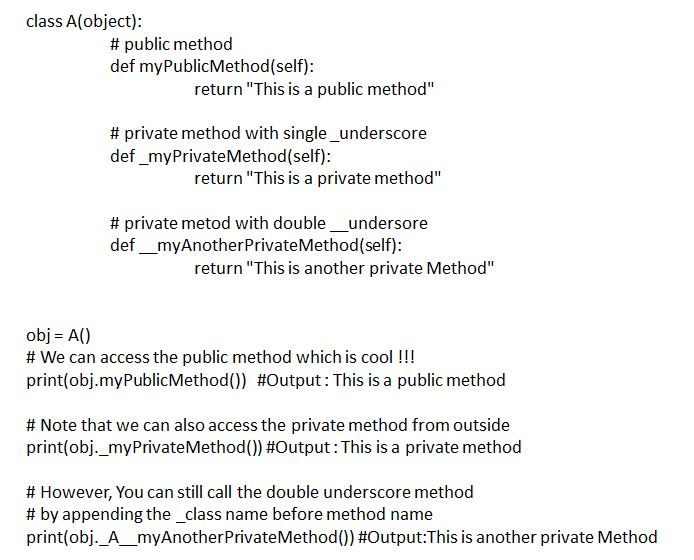 class A(object):
# public method
def myPublicMethod(self):
return "This is a public method"
# private method with single _underscore
def _myPrivateMethod(self):
return "This is a private method"
# private metod with double __undersore
def __myAnotherPrivateMethod(self):
return "This is another private Method"
obj = A()
# We can access the public method which is cool !!!
print(obj.myPublicMethod()) #Output : This is a public method
# Note that we can also access the private method from outside
print(obj._myPrivateMethod()) #Output : This is a private method
# However, You can still call the double underscore method
# by appending the _class name before method name
print(obj._A__myAnotherPrivateMethod()) #Output:This is another private Method